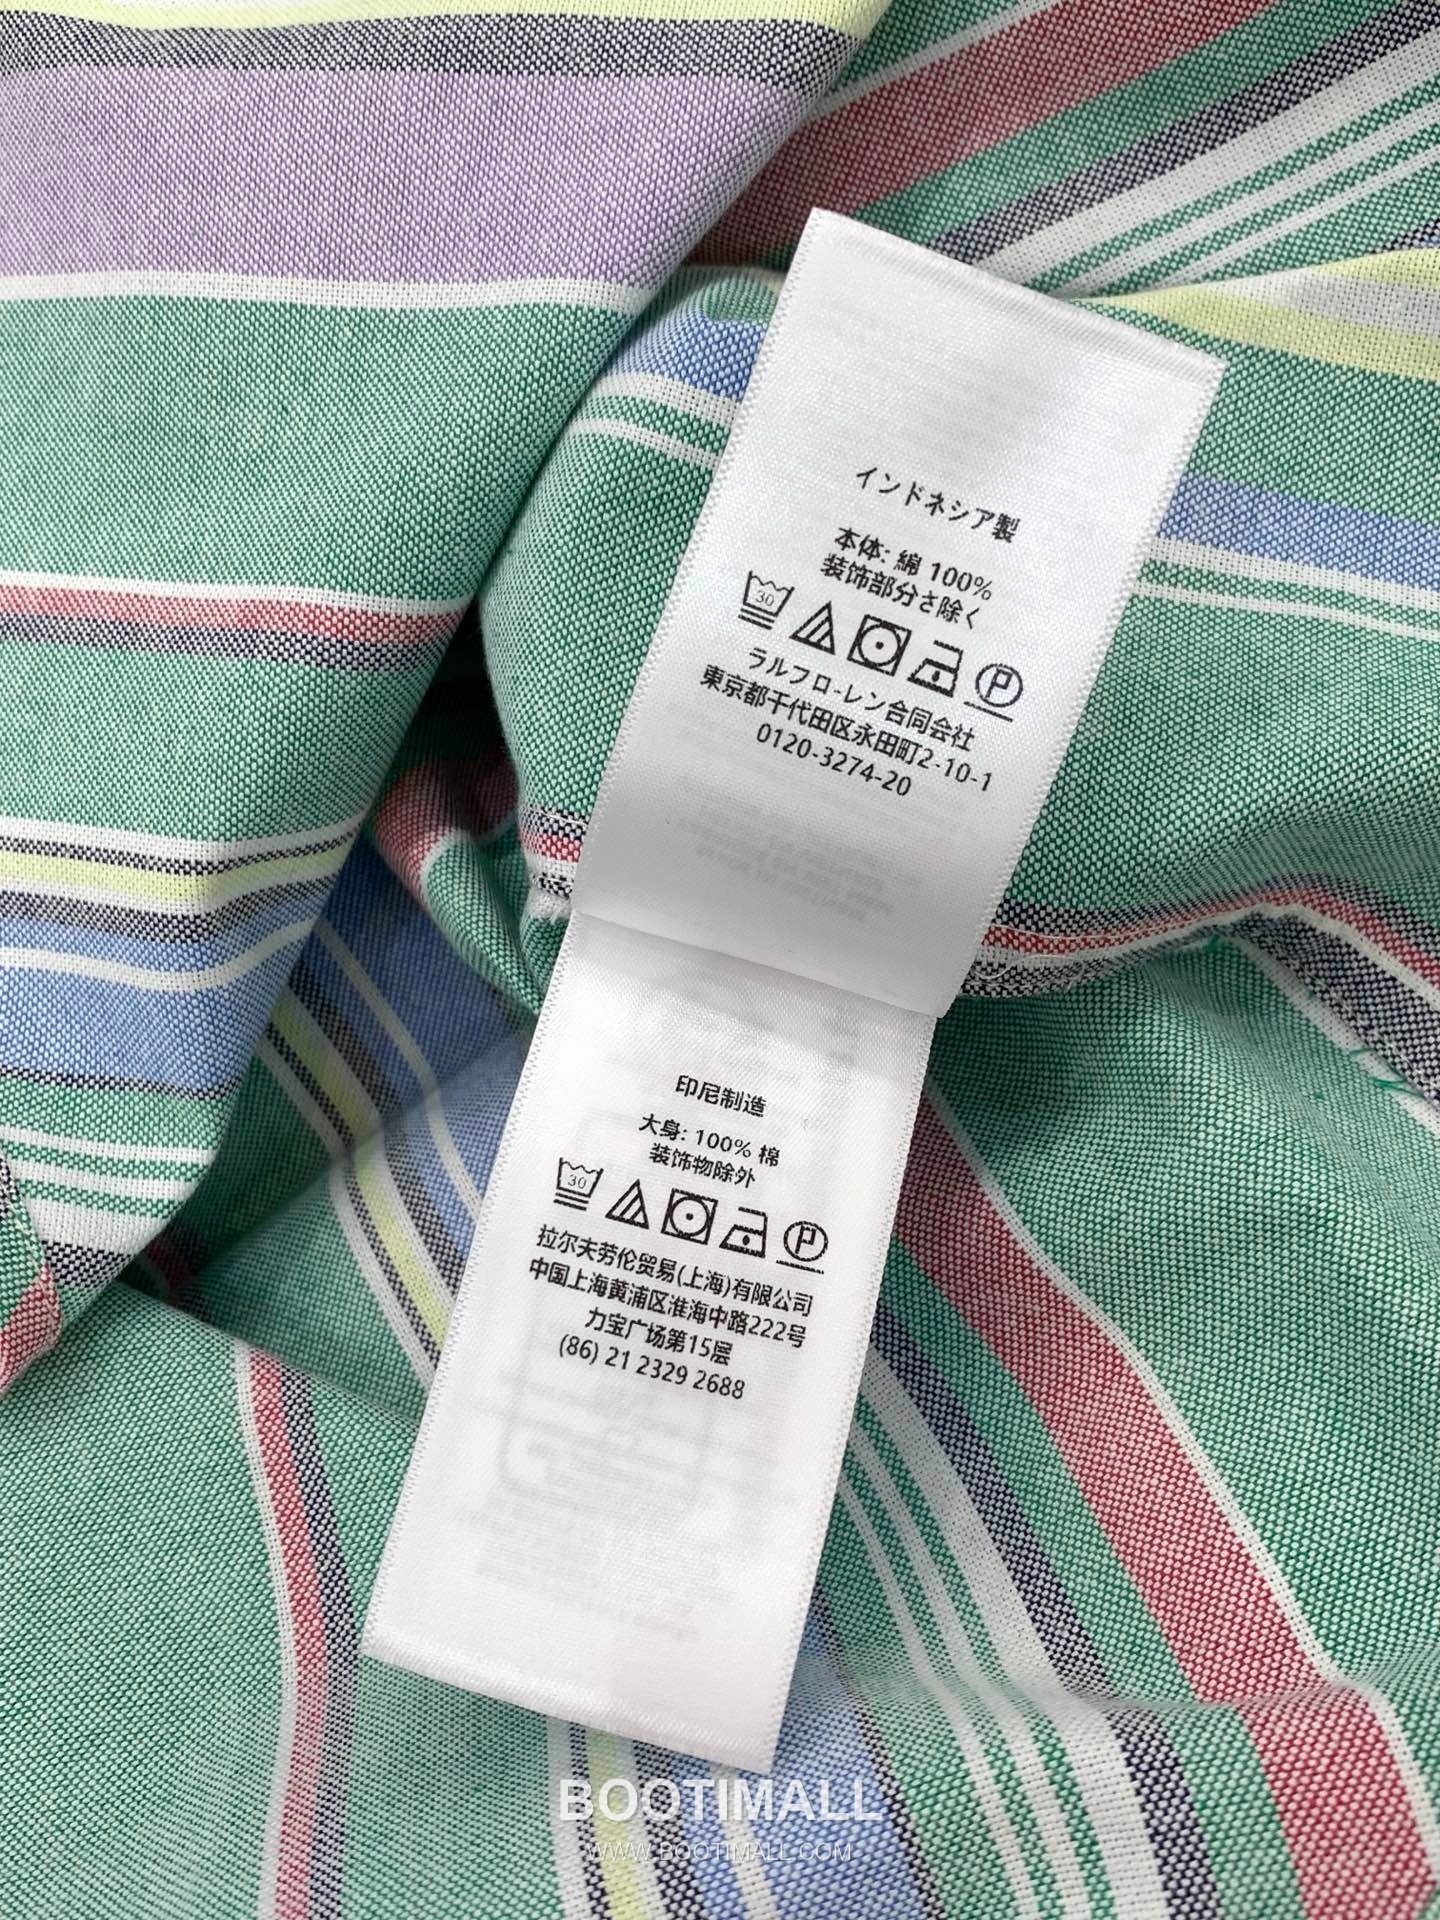 インドネシア製
本体: 綿 100%
装飾部分さ除く
30
P
ラルフロ-レン合同会社
東京都千代田区永田町2-10-1
0120-3274-20
印尼制造
大身: 100% 棉
装饰物除外
30
P
拉尔夫劳伦贸易(上海)有限公司
中国上海黄浦区淮海中路222号
力宝广场第15层
(86) 21 2329 2688
BOOTIMALL
WWW.BOOTIMALL.COM